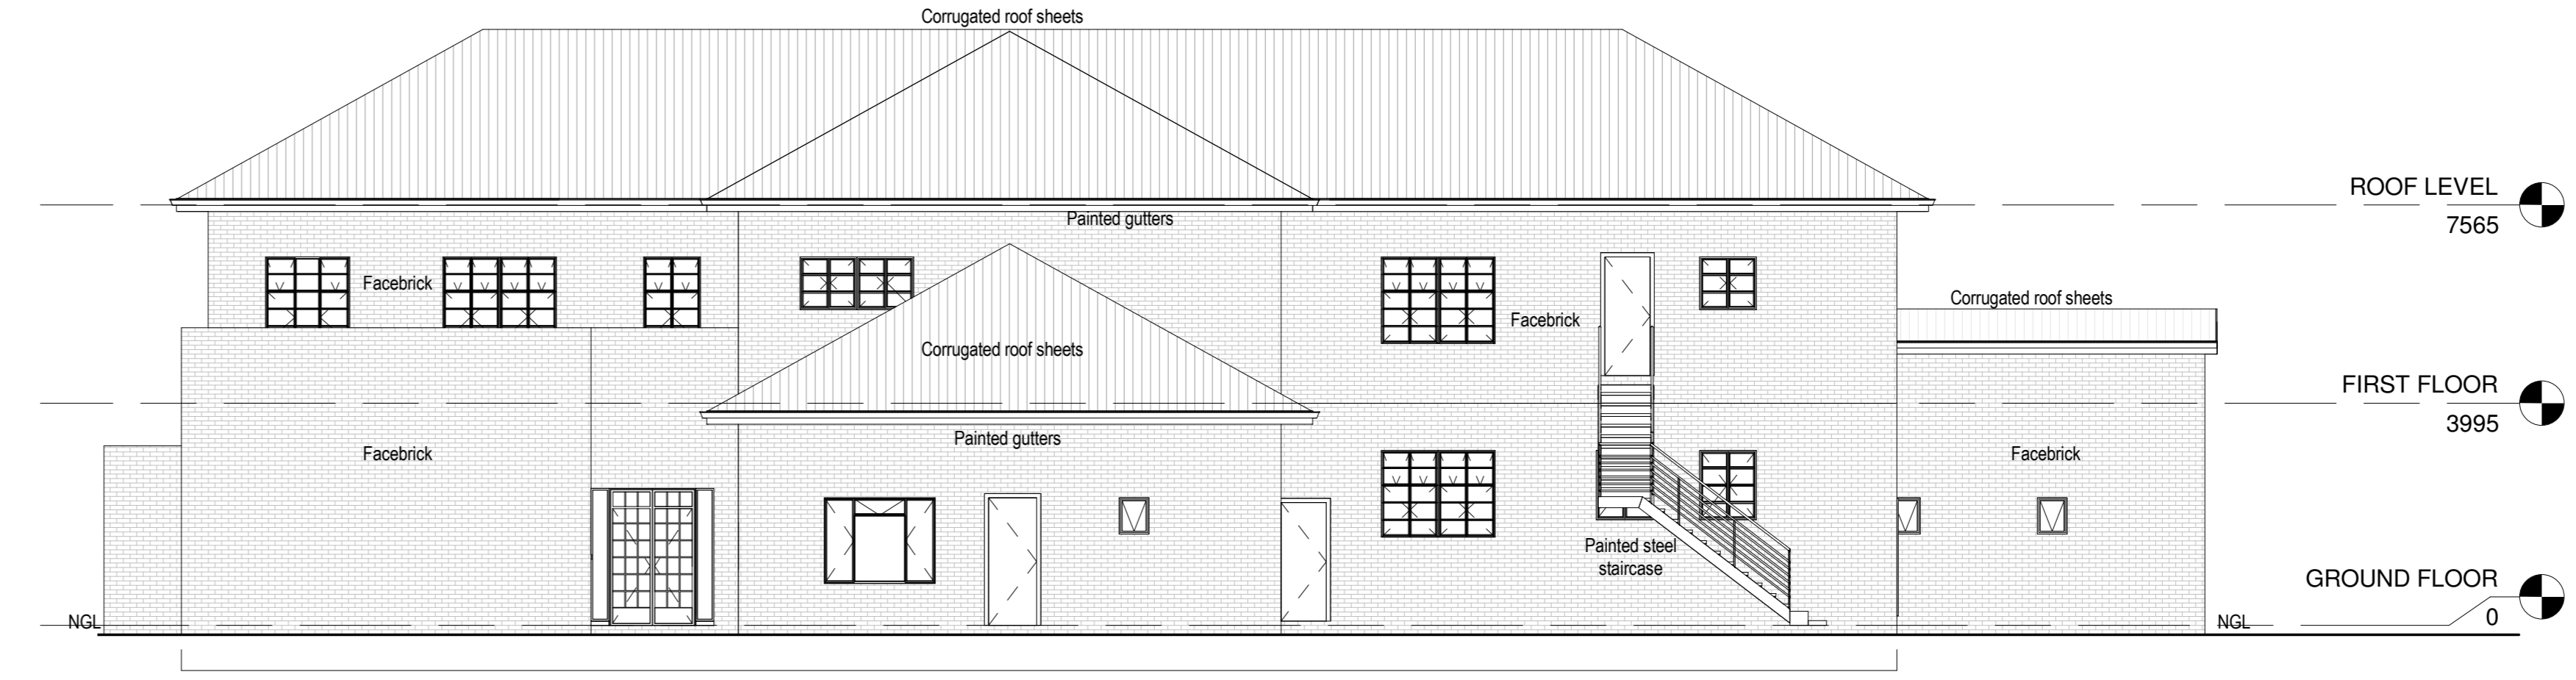 Corrugated roof sheets
ROOF LEVEL
7565
Painted gutters
Facebrick
Corrugated roof sheets
Facebrick
Corrugated roof sheets
FIRST FLOOR
3995
Painted gutters
Facebrick
Facebrick
Painted steel
staircase
GROUND FLOOR
0
NGL
NGL